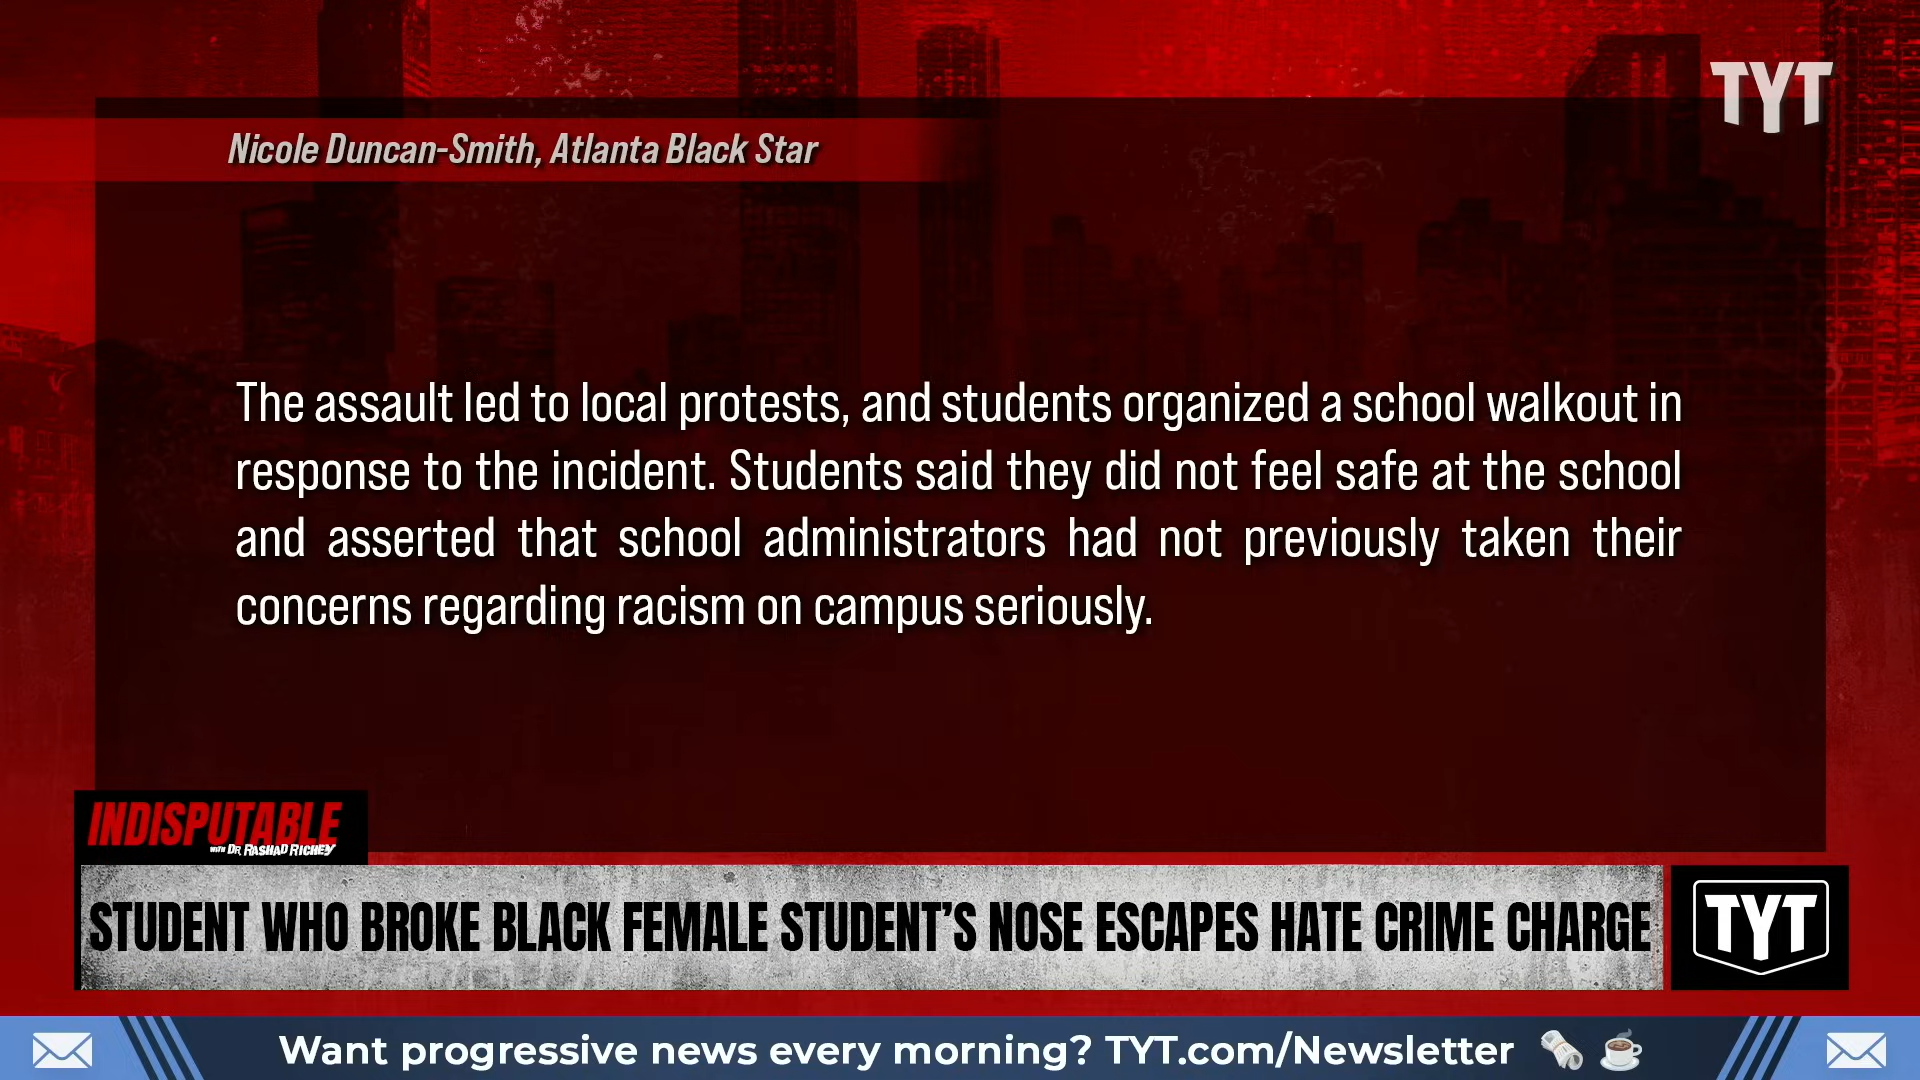 TYT
Nicole Duncan-Smith, Atlanta Black Star
The assault led to local protests, and students organized a school walkout in
response to the incident. Students said they did not feel safe at the school
and asserted that school administrators had not previously taken their
concerns regarding racism on campus seriously.
INDISPUTABLE
WITH DR RASHAD RICHEY
STUDENT WHO BROKE BLACK FEMALE STUDENT'S NOSE ESCAPES HATE CRIME CHARGE
TYT
Want progressive news every morning? TYT.com/Newsletter